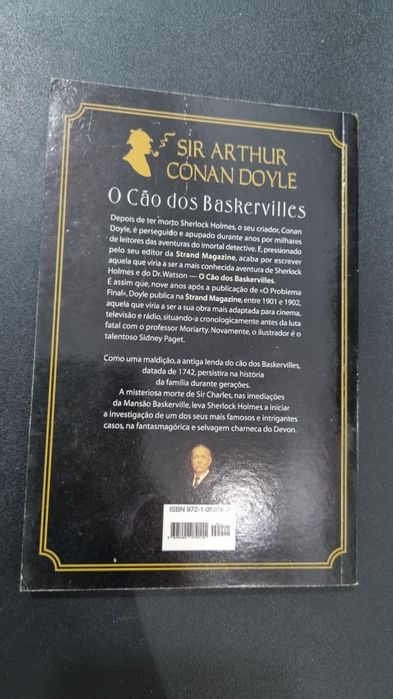 SIR ARTHUR
CONAN DOYLE
O Cão dos Baskervilles
Depois de ter morto Sherlock Holmes, o seu criador, Conan
Doyle, é perseguido e apupado durante anos por milhares
de leitores das aventuras do imortal detective. E, pressionado
pelo seu editor da Strand Magazine, acaba por escrever
aquela que viria a ser a mais conhecida aventura de Sherlock
Holmes e do Dr. Watson — O Cão dos Baskervilles.
É assim que, nove anos após a publicação de «O Problema
Final», Doyle publica na Strand Magazine, entre 1901 e 1902,
aquela que viria a ser a sua obra mais adaptada para cinema,
televisão e rádio, situando-a cronologicamente antes da luta
fatal com o professor Moriarty. Novamente, o ilustrador é o
talentoso Sidney Paget.
Como uma maldição, a antiga lenda do cão dos Baskervilles,
datada de 1742, persistira na história
da família durante gerações.
A misteriosa morte de Sir Charles, nas imediações
da Mansão Baskerville, leva Sherlock Holmes a iniciar
a investigação de um dos seus mais famosos e intrigantes
casos, na fantasmagórica e selvagem charneca do Devon.
ISBN 972-1-